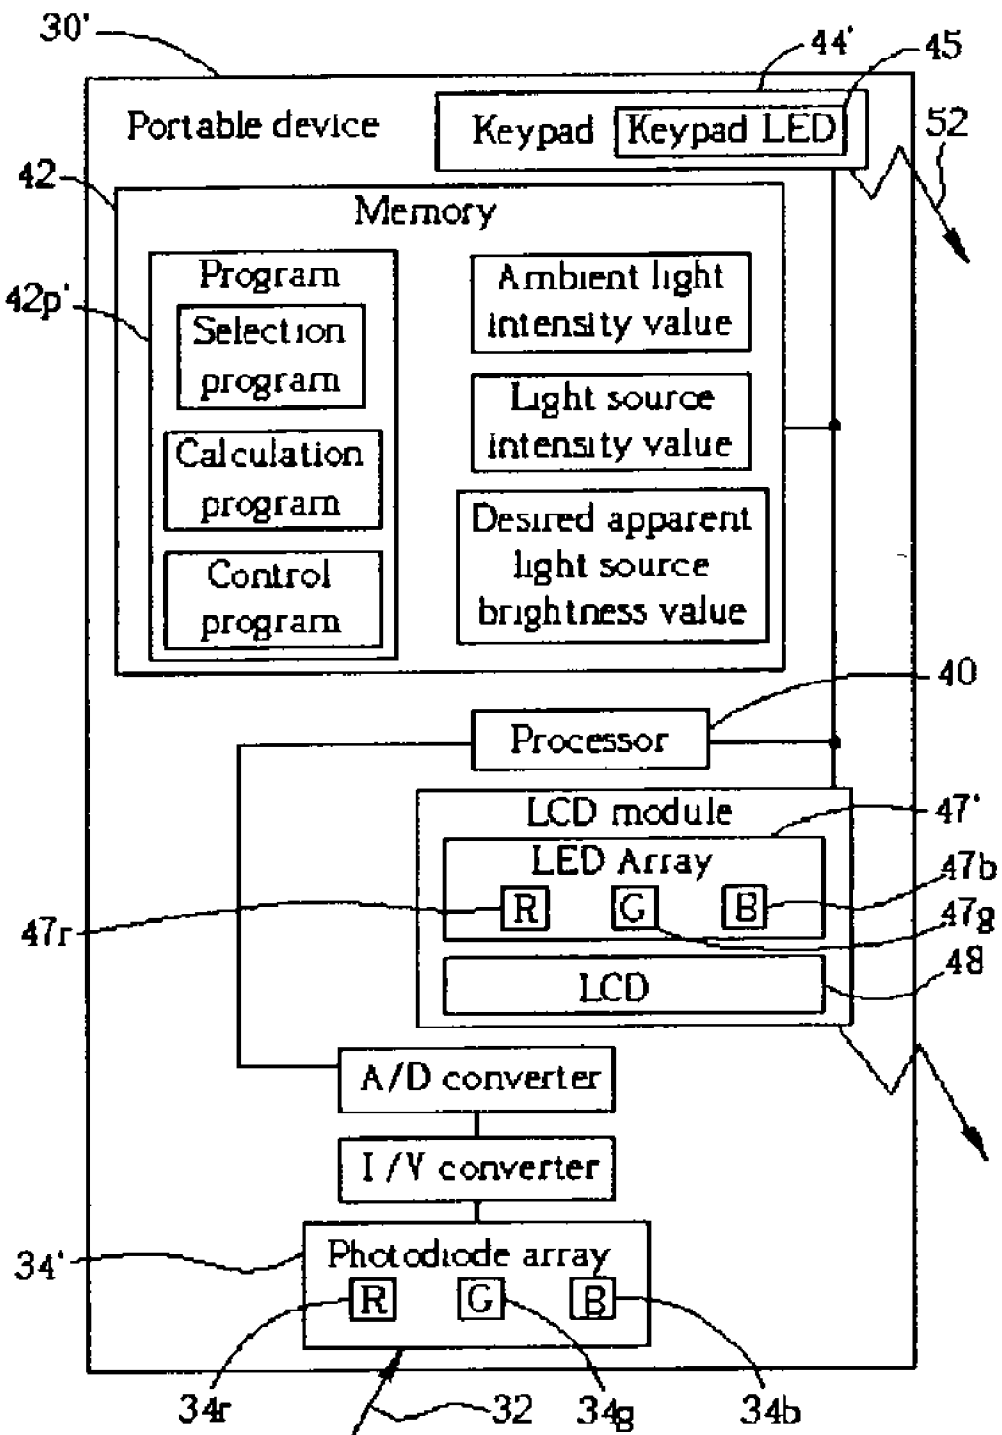 30'
44'
45
Portable device
Keypad
Keypad LED
52
42
Memory
42p'
Program
Selection
program
Calculation
program
Control
program
Ambient light
intensity value
Light source
intensity value
Desired apparent
light source
brightness value
40
Processor
LCD module
47'
LED Array
47b
R
G
B
47r
47g
LCD
48
A/D converter
I/V converter
34'
Photodiode array
R
G
B
34r
32
34g
34b